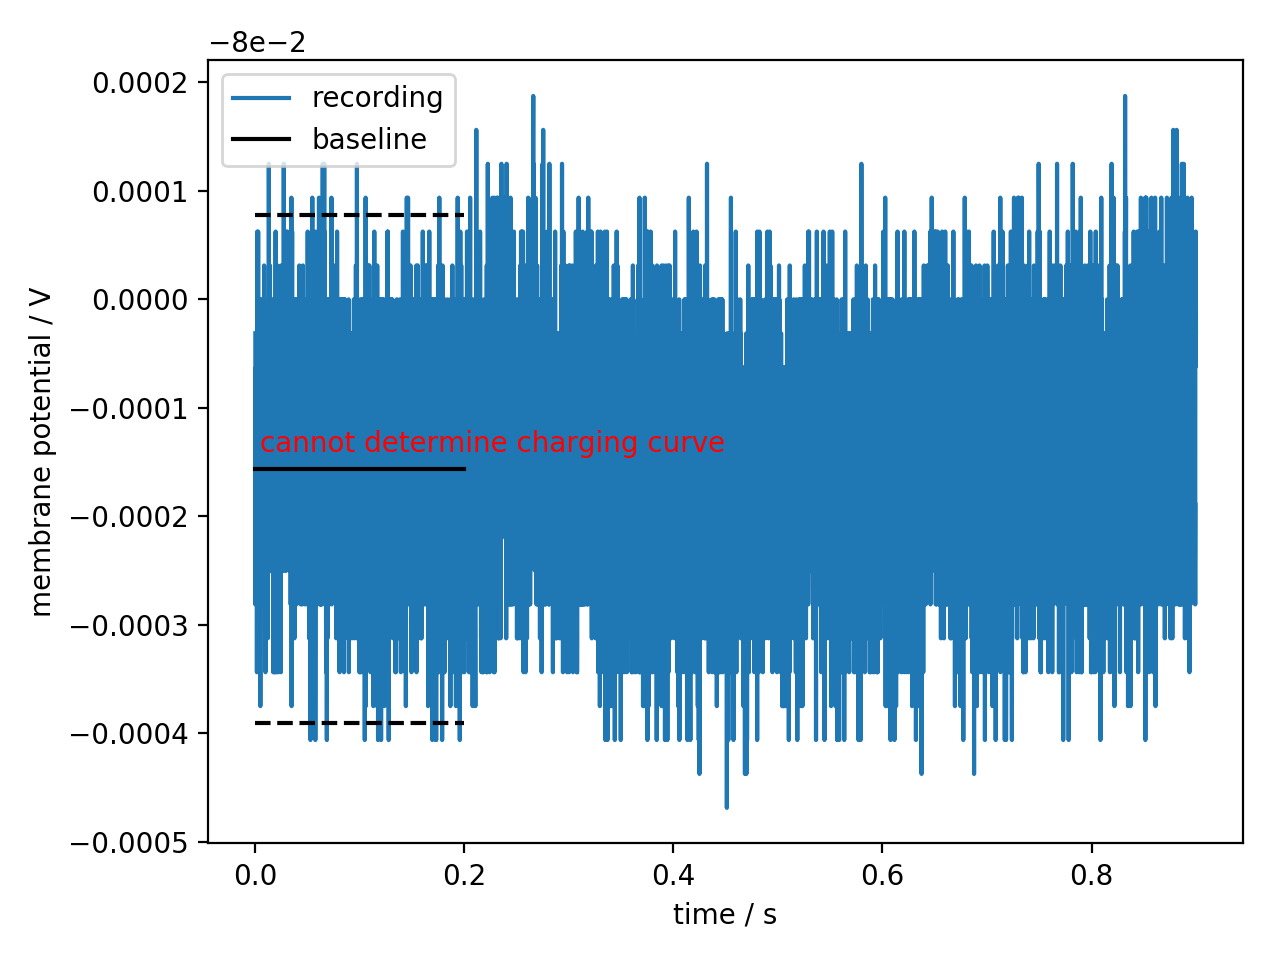 −8e−2
0.0002
0.0001
0.0000
−0.0001
−0.0002
−0.0003
−0.0004
−0.0005
membrane potential / V
recording
baseline
cannot determine charging curve
0.0 0.2 0.4 0.6 0.8
time / s